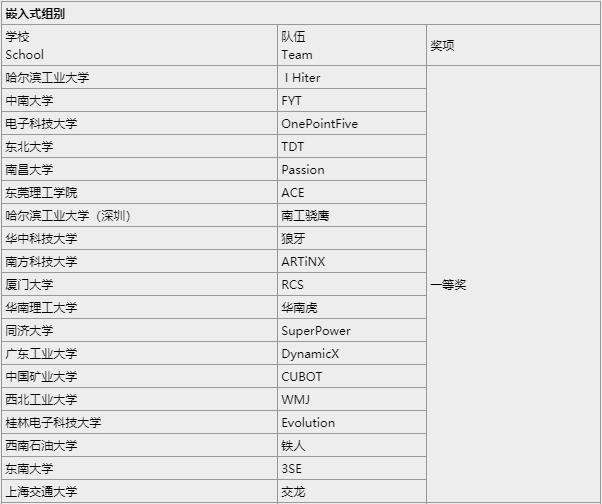 嵌入式组别
学校 队伍 奖项
School Team
哈尔滨工业大学 I Hiter 一等奖
中南大学 FYT
电子科技大学 OnePointFive
东北大学 TDT
南昌大学 Passion
东莞理工学院 ACE
哈尔滨工业大学（深圳） 南工骁鹰
华中科技大学 狼牙
南方科技大学 ARTiNX
厦门大学 RCS
华南理工大学 华南虎
同济大学 SuperPower
广东工业大学 DynamicX
中国矿业大学 CUBOT
西北工业大学 WMJ
桂林电子科技大学 Evolution
西南石油大学 铁人
东南大学 3SE
上海交通大学 交龙